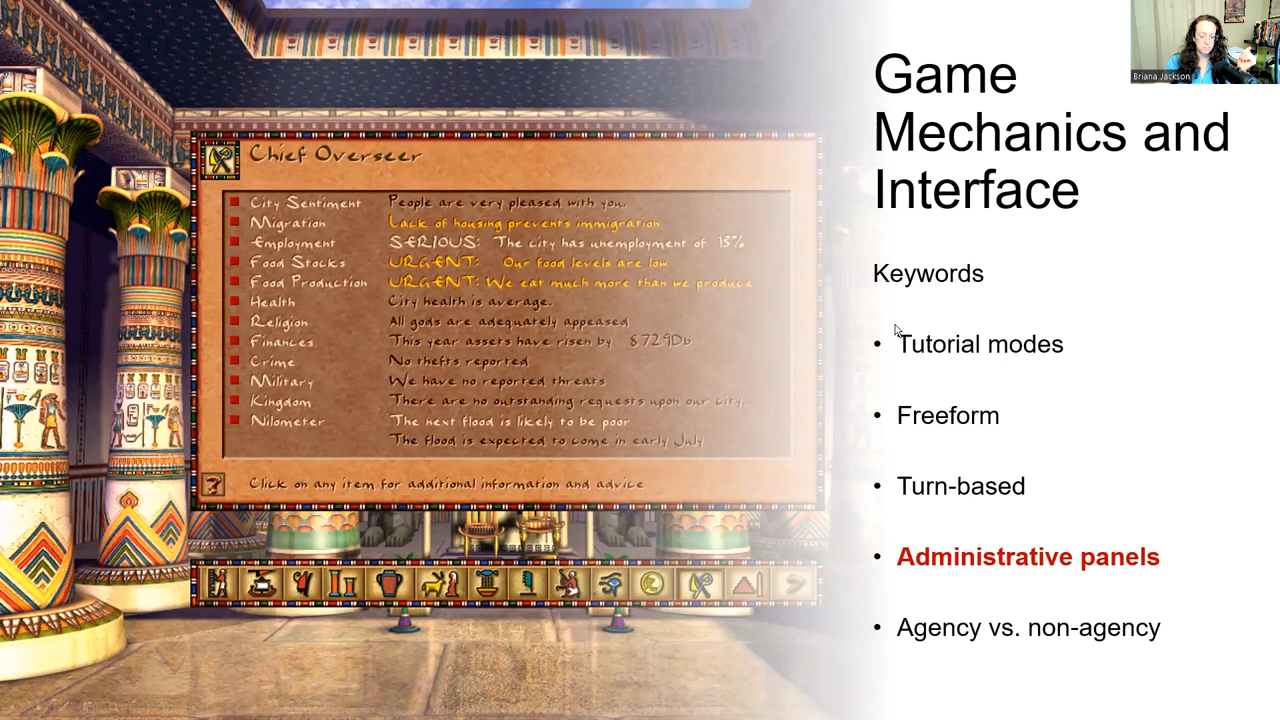 Chief Overseer
City Sentiment People are very pleased with you.
Migration Lack of housing prevents immigration
Employment SERIOUS: The city has unemployment of 13%
Food Stocks URGENT: Our food levels are low
Food Production URGENT: We eat much more than we produce
Health City health is average.
Religion All gods are adequately appeased
Finances This year assets have risen by 8729Db
Crime No thefts reported
Military We have no reported threats
Kingdom There are no outstanding requests upon our city.
Nilometer The next flood is likely to be poor
The flood is expected to come in early July
? Click on any item for additional information and advice
Briana Jackson
Game
Mechanics and
Interface
Keywords
• Tutorial modes
• Freeform
• Turn-based
• Administrative panels
• Agency vs. non-agency